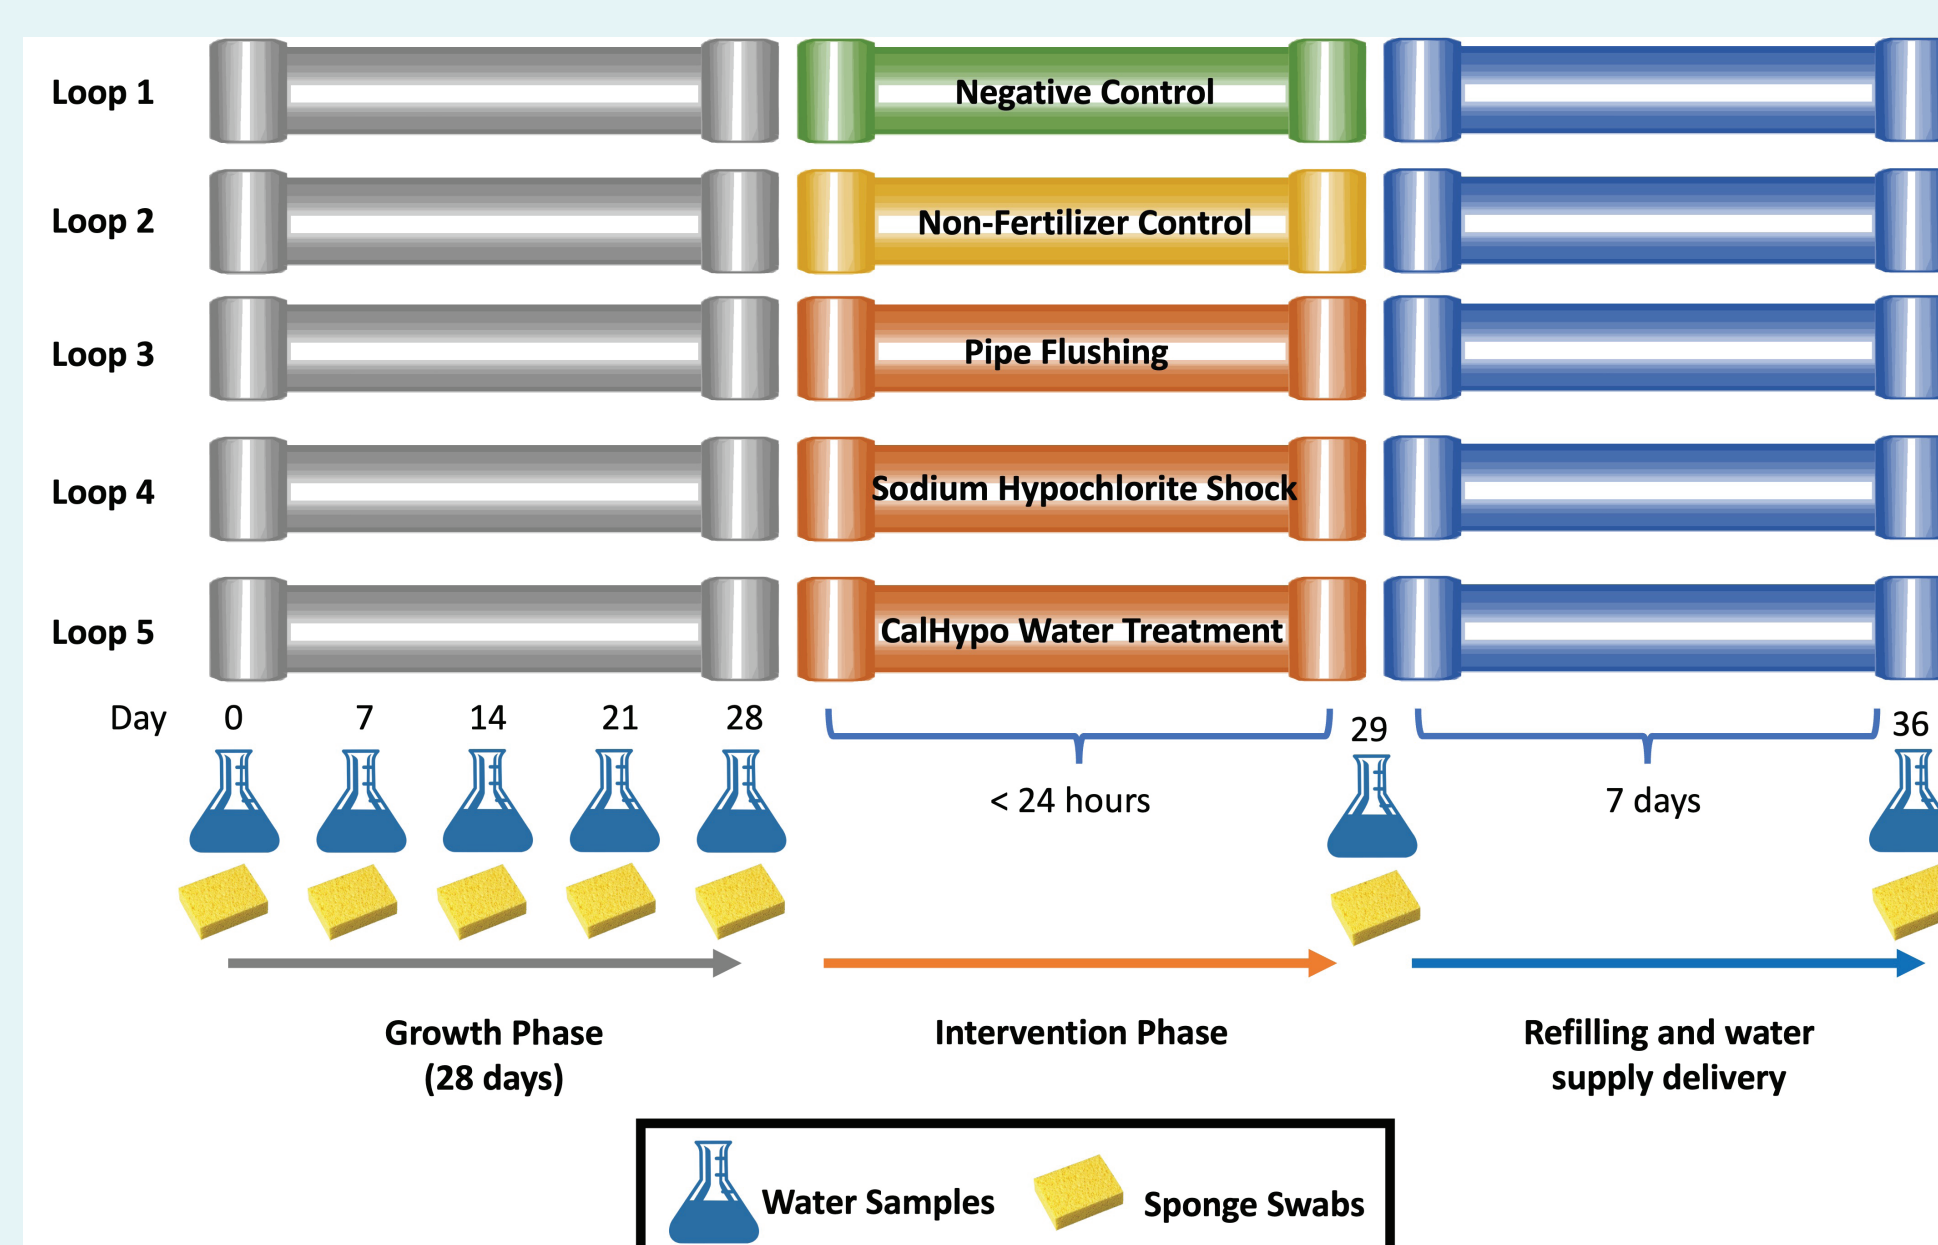 Loop 1
Negative Control
Loop 2
Non-Fertilizer Control
Loop 3
Pipe Flushing
Loop 4
Sodium Hypochlorite Shock
Loop 5
CalHypo Water Treatment
Day 0 7 14 21 28 29 36
< 24 hours
7 days
Growth Phase
(28 days)
Intervention Phase
Refilling and water
supply delivery
Water Samples
Sponge Swabs